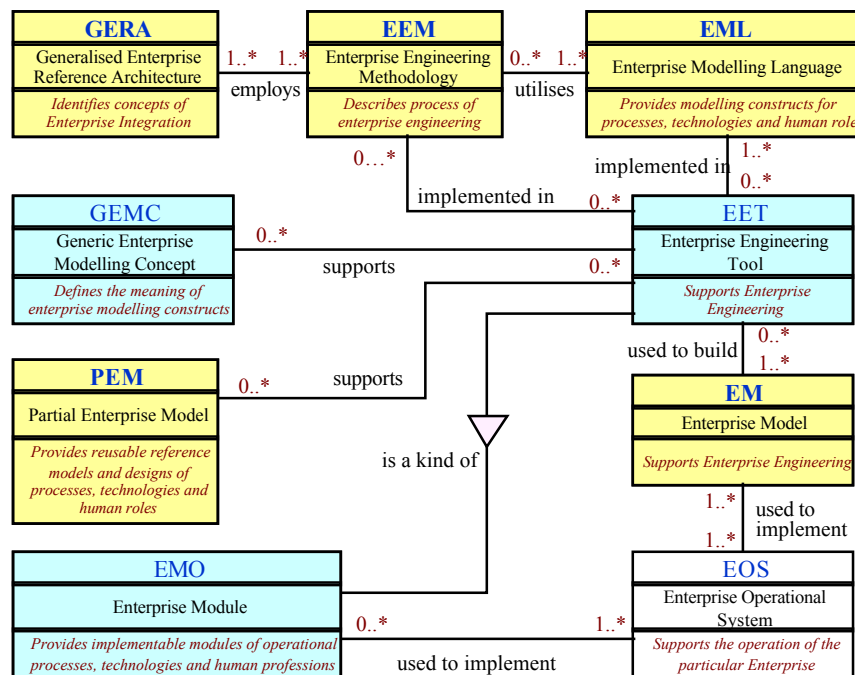 GERA
Generalised Enterprise
Reference Architecture
Identifies concepts of
Enterprise Integration
1..*
1..*
employs
EEM
Enterprise Engineering
Methodology
Describes process of
enterprise engineering
0..*
1..*
utilises
EML
Enterprise Modelling Language
Provides modelling constructs for
processes, technologies and human role
0...*
implemented in
0..*
1..*
implemented in
0..*
GEMC
Generic Enterprise
Modelling Concept
Defines the meaning of
enterprise modelling constructs
0..*
supports
0..*
EET
Enterprise Engineering
Tool
Supports Enterprise
Engineering
PEM
Partial Enterprise Model
Provides reusable reference
models and designs of
processes, technologies and
human roles
0..*
supports
is a kind of
0..*
used to build
1..*
EM
Enterprise Model
Supports Enterprise Engineering
1..*
used to
implement
1..*
EMO
Enterprise Module
Provides implementable modules of operational
processes, technologies and human professions
0..*
1..*
used to implement
EOS
Enterprise Operational
System
Supports the operation of the
particular Enterprise